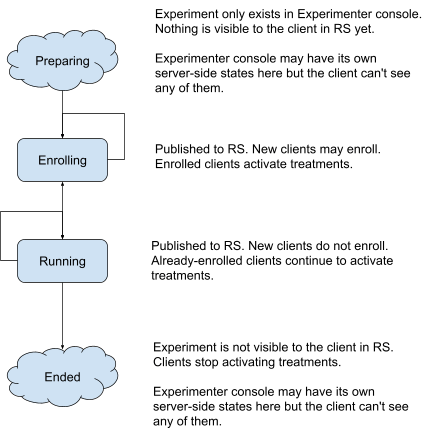 Experiment only exists in Experimenter console.
Nothing is visible to the client in RS yet.
Preparing
Experimenter console may have its own
server-side states here but the client can't see
any of them.
Enrolling
Published to RS. New clients may enroll.
Enrolled clients activate treatments.
Running
Published to RS. New clients do not enroll.
Already-enrolled clients continue to activate
treatments.
Ended
Experiment is not visible to the client in RS.
Clients stop activating treatments.
Experimenter console may have its own
server-side states here but the client can't see
any of them.